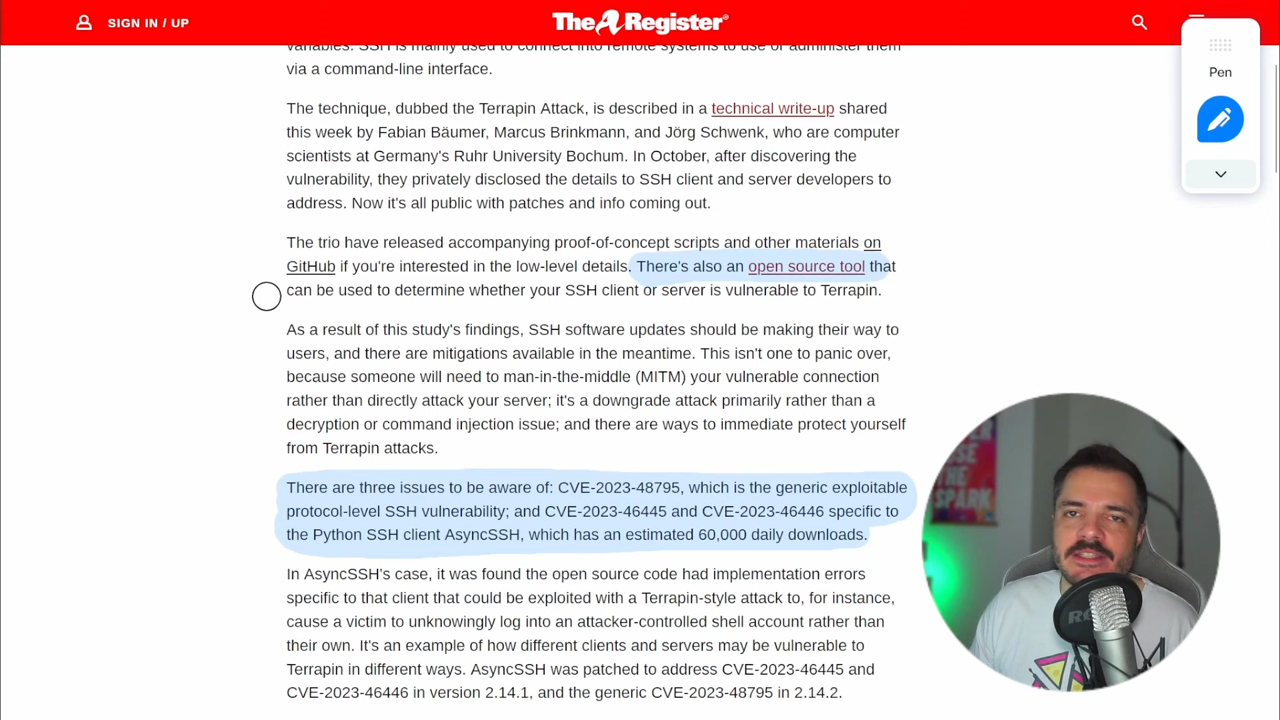 SIGN IN / UP
The Register®
Pen
variables. SSH is mainly used to connect into remote systems to use or administer them
via a command-line interface.
The technique, dubbed the Terrapin Attack, is described in a technical write-up shared
this week by Fabian Bäumer, Marcus Brinkmann, and Jörg Schwenk, who are computer
scientists at Germany's Ruhr University Bochum. In October, after discovering the
vulnerability, they privately disclosed the details to SSH client and server developers to
address. Now it's all public with patches and info coming out.
The trio have released accompanying proof-of-concept scripts and other materials on
GitHub if you're interested in the low-level details. There's also an open source tool that
can be used to determine whether your SSH client or server is vulnerable to Terrapin.
As a result of this study's findings, SSH software updates should be making their way to
users, and there are mitigations available in the meantime. This isn't one to panic over,
because someone will need to man-in-the-middle (MITM) your vulnerable connection
rather than directly attack your server; it's a downgrade attack primarily rather than a
decryption or command injection issue; and there are ways to immediate protect yourself
from Terrapin attacks.
There are three issues to be aware of: CVE-2023-48795, which is the generic exploitable
protocol-level SSH vulnerability; and CVE-2023-46445 and CVE-2023-46446 specific to
the Python SSH client AsyncSSH, which has an estimated 60,000 daily downloads.
In AsyncSSH's case, it was found the open source code had implementation errors
specific to that client that could be exploited with a Terrapin-style attack to, for instance,
cause a victim to unknowingly log into an attacker-controlled shell account rather than
their own. It's an example of how different clients and servers may be vulnerable to
Terrapin in different ways. AsyncSSH was patched to address CVE-2023-46445 and
CVE-2023-46446 in version 2.14.1, and the generic CVE-2023-48795 in 2.14.2.
THE
SPARK